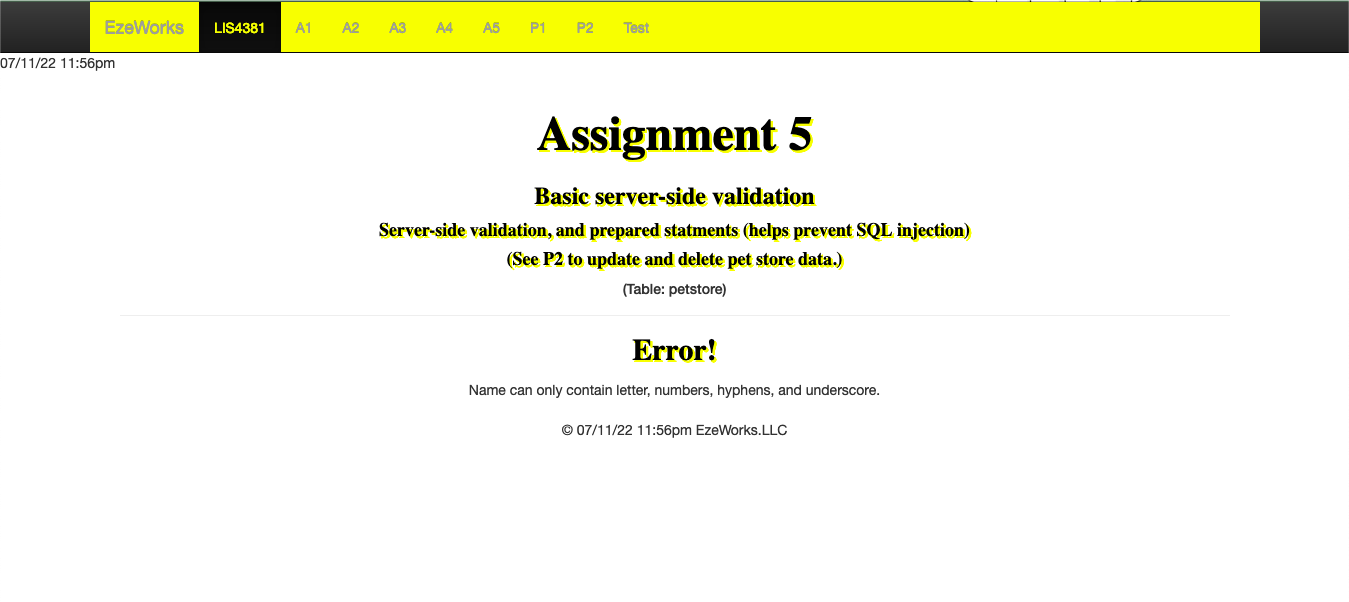 EzeWorks LIS4381 A1 A2 A3 A4 A5 P1 P2 Test
07/11/22 11:56pm
Assignment 5
Basic server-side validation
Server-side validation, and prepared statments (helps prevent SQL injection)
(See P2 to update and delete pet store data.)
(Table: petstore)
Error!
Name can only contain letter, numbers, hyphens, and underscore.
© 07/11/22 11:56pm EzeWorks.LLC